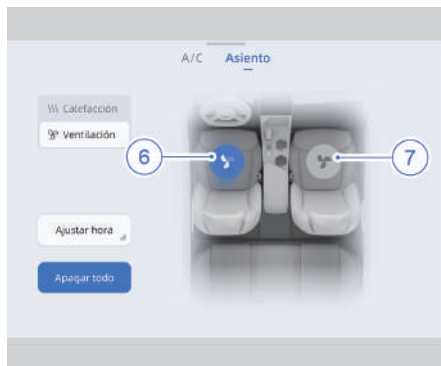 A/C Asiento
Calefacción
Ventilación
6
7
Ajustar hora
Apagar todo